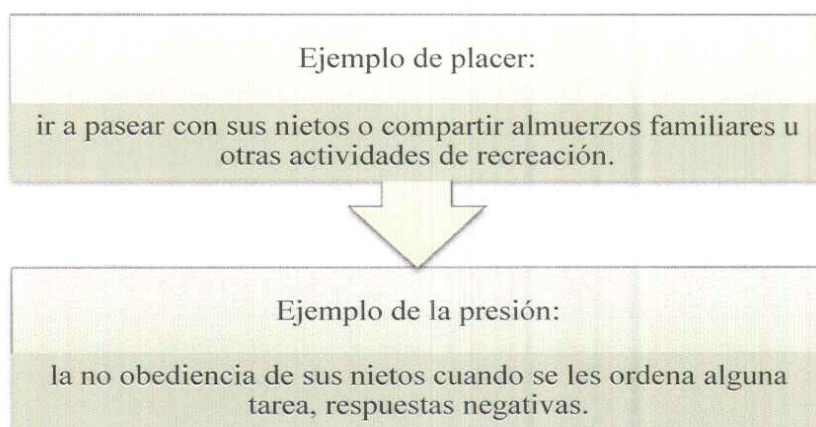 Ejemplo de placer:
ir a pasear con sus nietos o compartir almuerzos familiares u
otras actividades de recreación.
Ejemplo de la presión:
la no obediencia de sus nietos cuando se les ordena alguna
tarea, respuestas negativas.